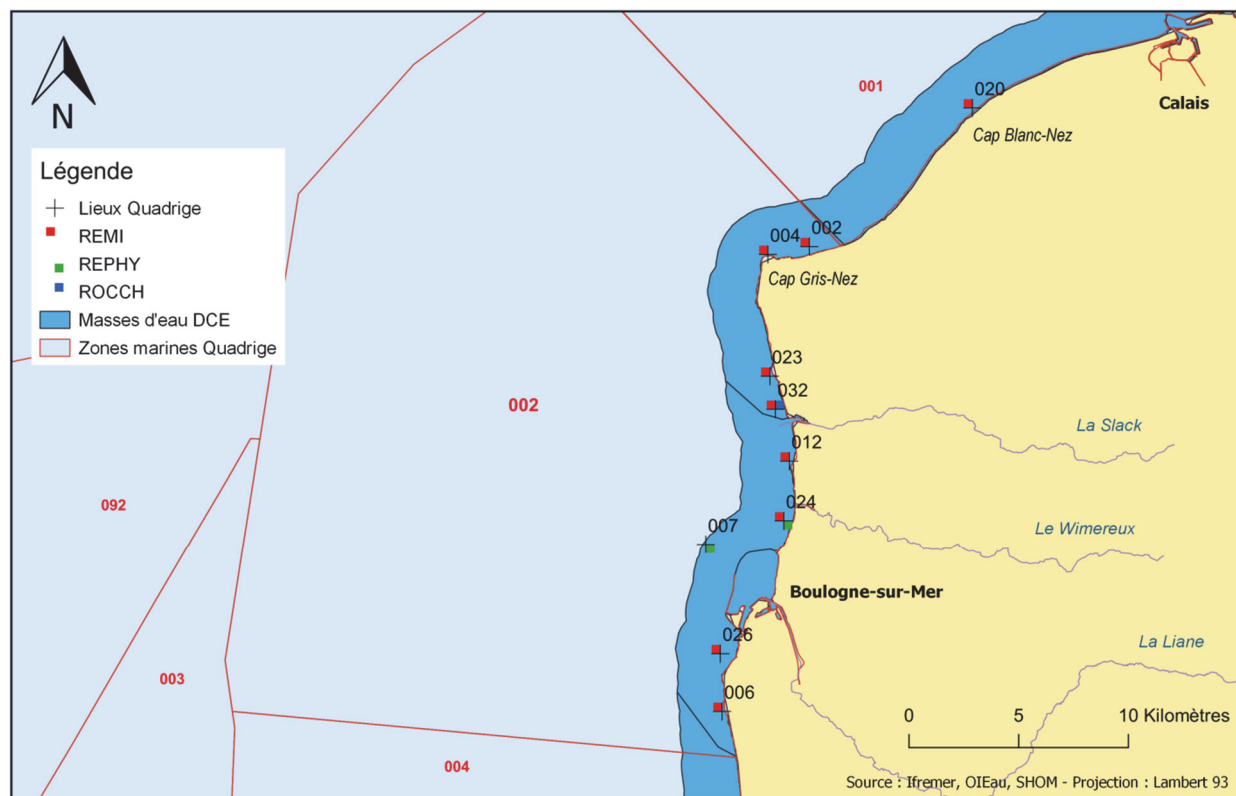 001
020
Calais
Cap Blanc-Nez
N
Légende
Lieux Quadrige
REMI
REPHY
ROCCH
Masses d'eau DCE
Zones marines Quadrige
002
004
Cap Gris-Nez
023
032
002
La Slack
012
092
024
007
Le Wimereux
Boulogne-sur-Mer
026
La Liane
003
006
0 5 10 Kilomètres
004
Source : Ifremer, OIEau, SHOM - Projection : Lambert 93